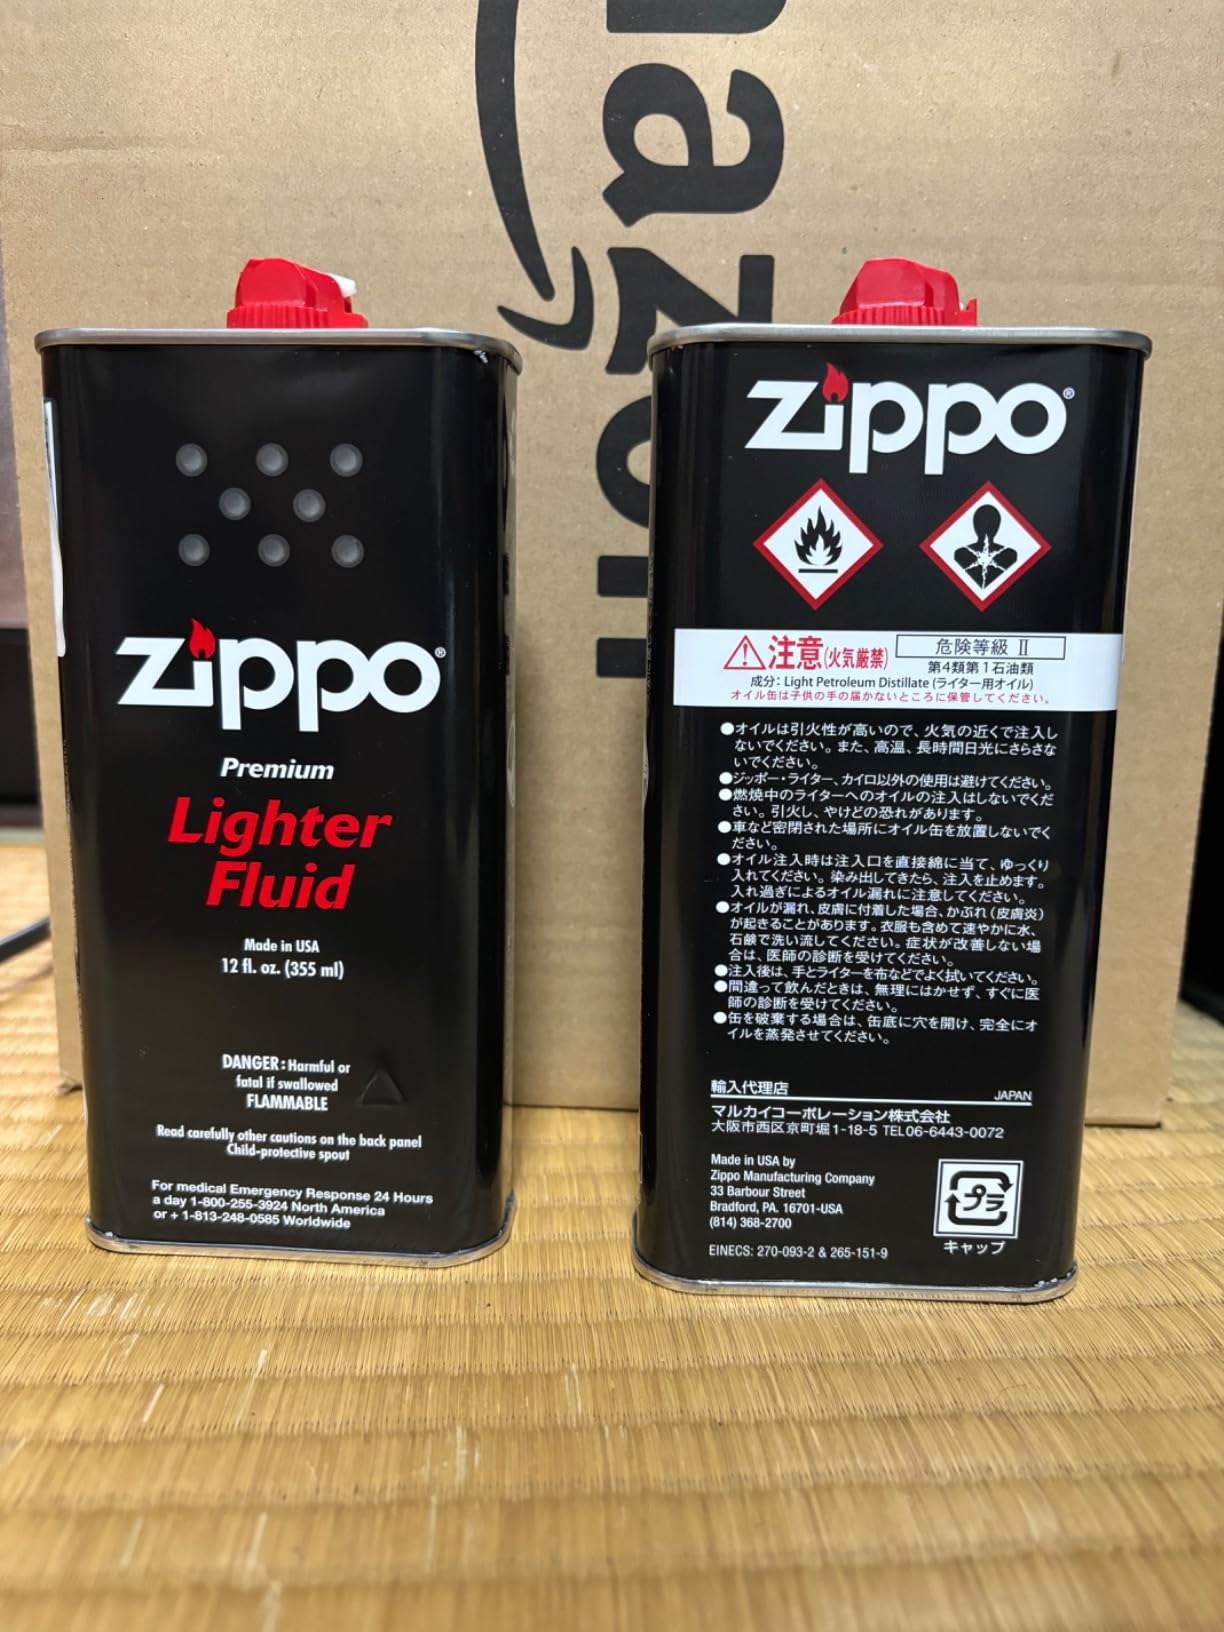 azon
zippo®
Premium
Lighter
Fluid
Made in USA
12 fl. oz. (355 ml)
DANGER: Harmful or
fatal if swallowed
FLAMMABLE
Read carefully other cautions on the back panel
Child-protective spout
For medical Emergency Response 24 Hours
a day 1-800-255-3924 North America
or + 1-813-248-0585 Worldwide
zippo®
注意(火気厳禁)
危険等級 Ⅱ
第4類第1石油類
成分: Light Petroleum Distillate (ライター用オイル)
オイル缶は子供の手の届かないところに保管してください。
●オイルは引火性が高いので、火気の近くで注入し
ないでください。また、高温、長時間日光にさらさな
いでください。
●ジッポー・ライター、カイロ以外の使用は避けてください。
●燃焼中のライターへのオイルの注入はしないでくだ
さい。引火し、やけどの恐れがあります。
●車など密閉された場所にオイル缶を放置しないでく
ださい。
●オイル注入時は注入口を直接綿に当て、ゆっくり
入れてください。染み出してきたら、注入を止めます。
入れ過ぎによるオイル漏れに注意してください。
●オイルが漏れ、皮膚に付着した場合、かぶれ(皮膚炎)
が起きることがあります。衣服も含めて速やかに水、
石鹸で洗い流してください。症状が改善しない場
合は、医師の診断を受けてください。
●注入後は、手とライターを布などでよく拭いてください。
●間違って飲んだときは、無理にはかせず、すぐに医
師の診断を受けてください。
●缶を破棄する場合は、缶底に穴を開け、完全にオ
イルを蒸発させてください。
輸入代理店
JAPAN
マルカイコーポレーション株式会社
大阪市西区京町堀1-18-5 TEL06-6443-0072
Made in USA by
Zippo Manufacturing Company
33 Barbour Street
Bradford, PA. 16701-USA
(814) 368-2700
EINECS: 270-093-2 & 265-151-9
プラ
キャップ